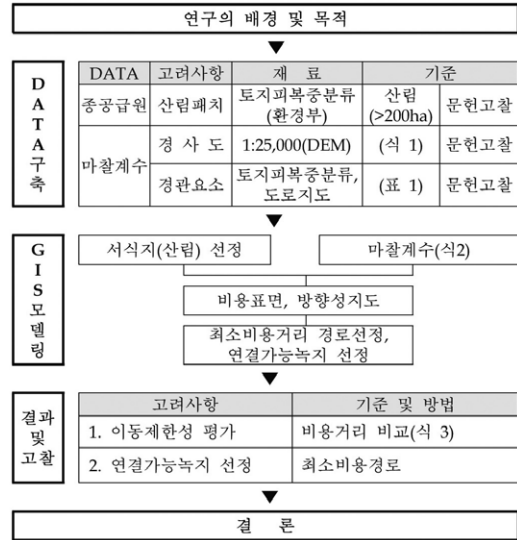 연구의 배경 및 목적
DATA구축
DATA 고려사항 재 료 기준
종공급원 산림패치 토지피복중분류 (환경부) 산림 (>200ha) 문헌고찰
마찰계수 경 사 도 1:25,000(DEM) (식 1) 문헌고찰
경관요소 토지피복중분류, 도로지도 (표 1) 문헌고찰
GIS모델링
서식지(산림) 선정 마찰계수(식2)
비용표면, 방향성지도
최소비용거리 경로선정,
연결가능녹지 선정
결과 및 고찰
고려사항 기준 및 방법
1. 이동제한성 평가 비용거리 비교(식 3)
2. 연결가능녹지 선정 최소비용경로
결 론